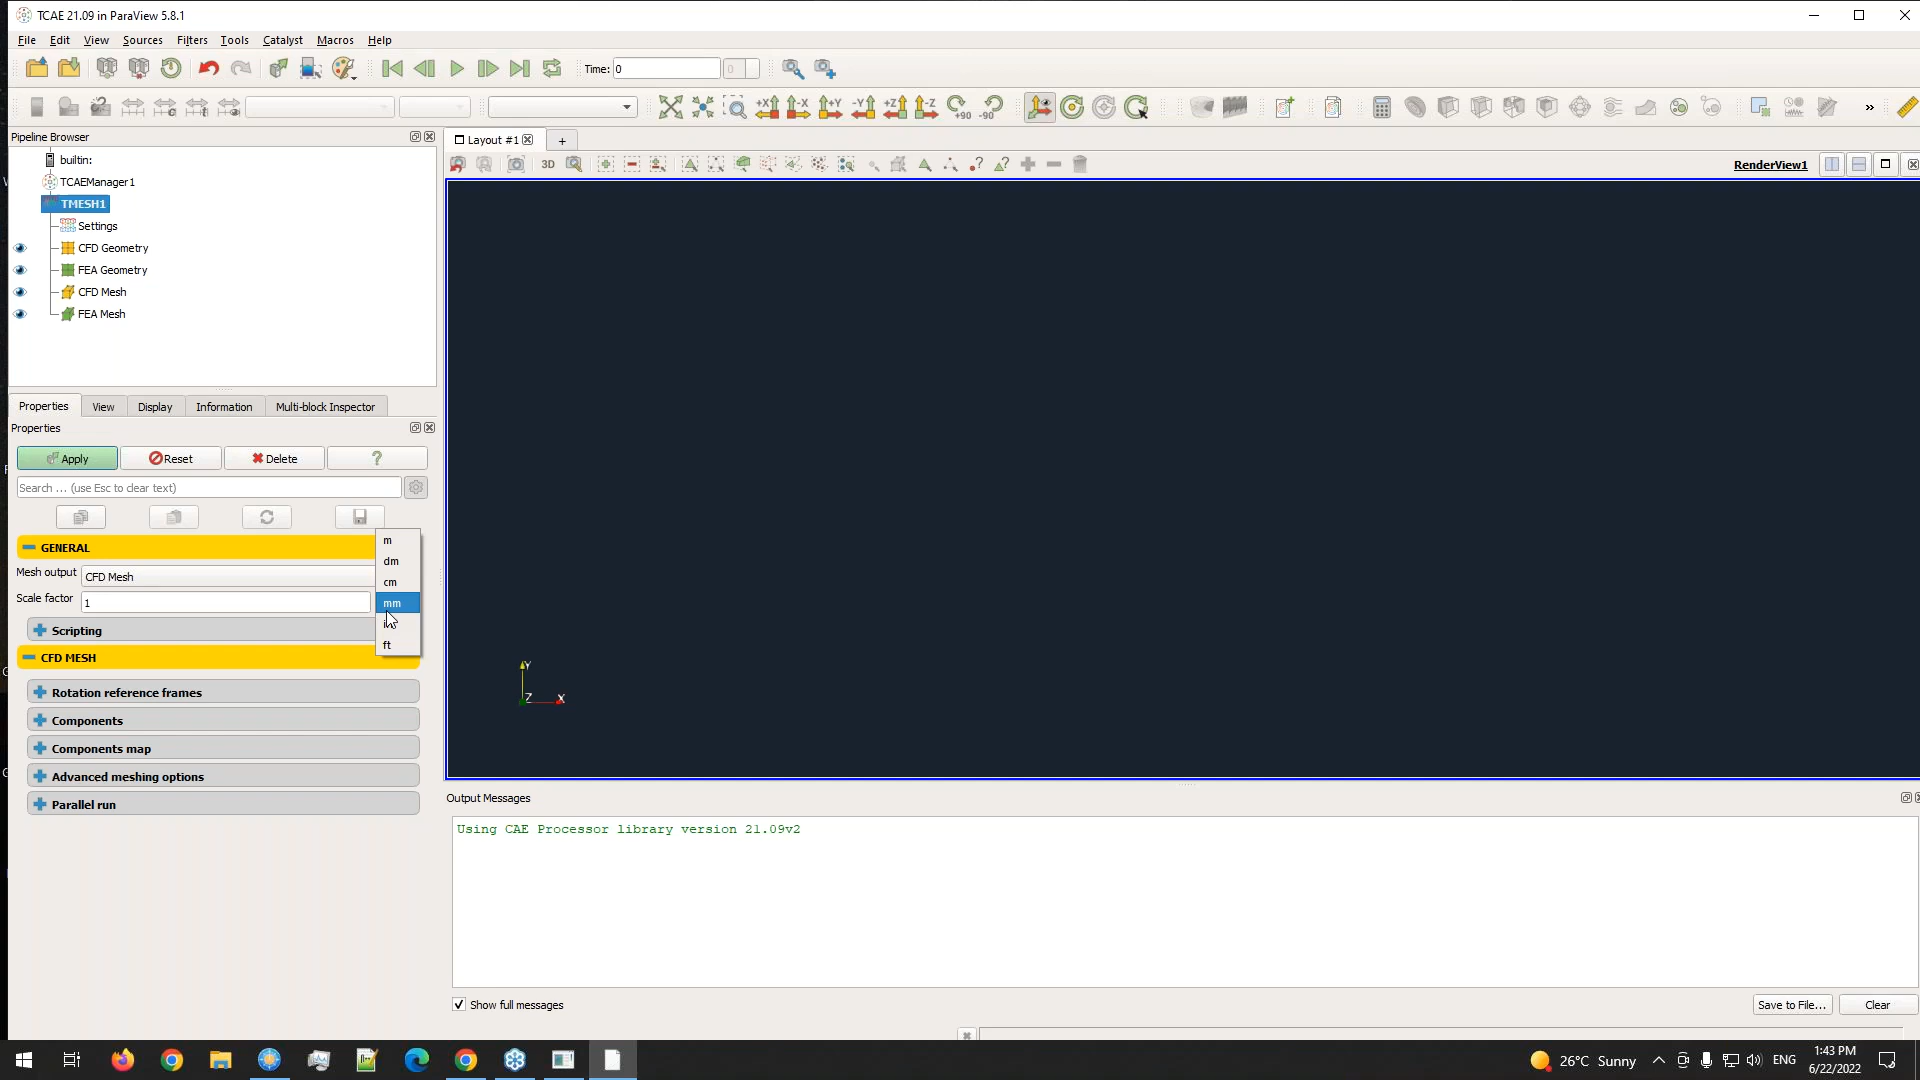 TCAE 21.09 in ParaView 5.8.1
File Edit View Sources Filters Tools Catalyst Macros Help
Time: 0 0
+X -X +Y -Y +Z -Z +90 -90 »
Pipeline Browser
builtin:
TCAEManager1
TMESH1
Settings
CFD Geometry
FEA Geometry
CFD Mesh
FEA Mesh
Layout #1 +
3D
RenderView1
Properties View Display Information Multi-block Inspector
Properties
Apply Reset Delete ?
Search ... (use Esc to clear text)
GENERAL
Mesh output CFD Mesh
Scale factor 1
m
dm
cm
mm
ft
Scripting
CFD MESH
Rotation reference frames
Components
Components map
Advanced meshing options
Parallel run
Y
Z X
Output Messages
Using CAE Processor library version 21.09v2
Show full messages
Save to File... Clear
26°C Sunny ENG
1:43 PM
6/22/2022